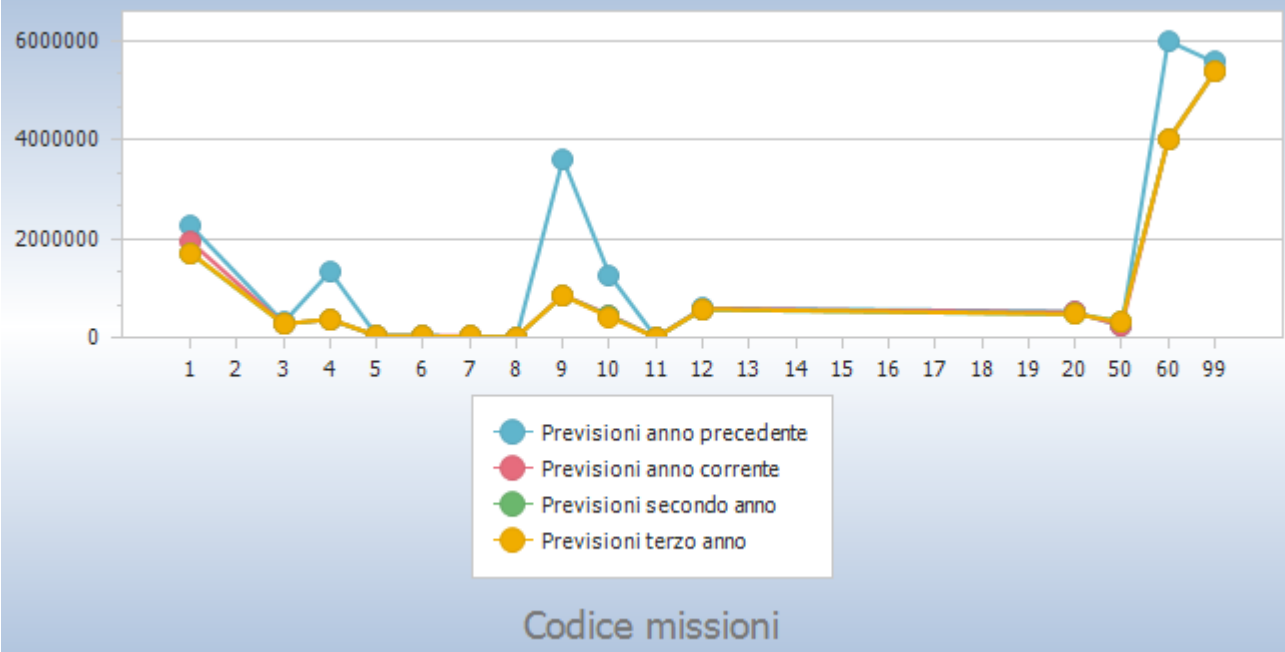 6000000
4000000
2000000
0
1 2 3 4 5 6 7 8 9 10 11 12 13 14 15 16 17 18 19 20 50 60 99
Previsioni anno precedente
Previsioni anno corrente
Previsioni secondo anno
Previsioni terzo anno
Codice missioni